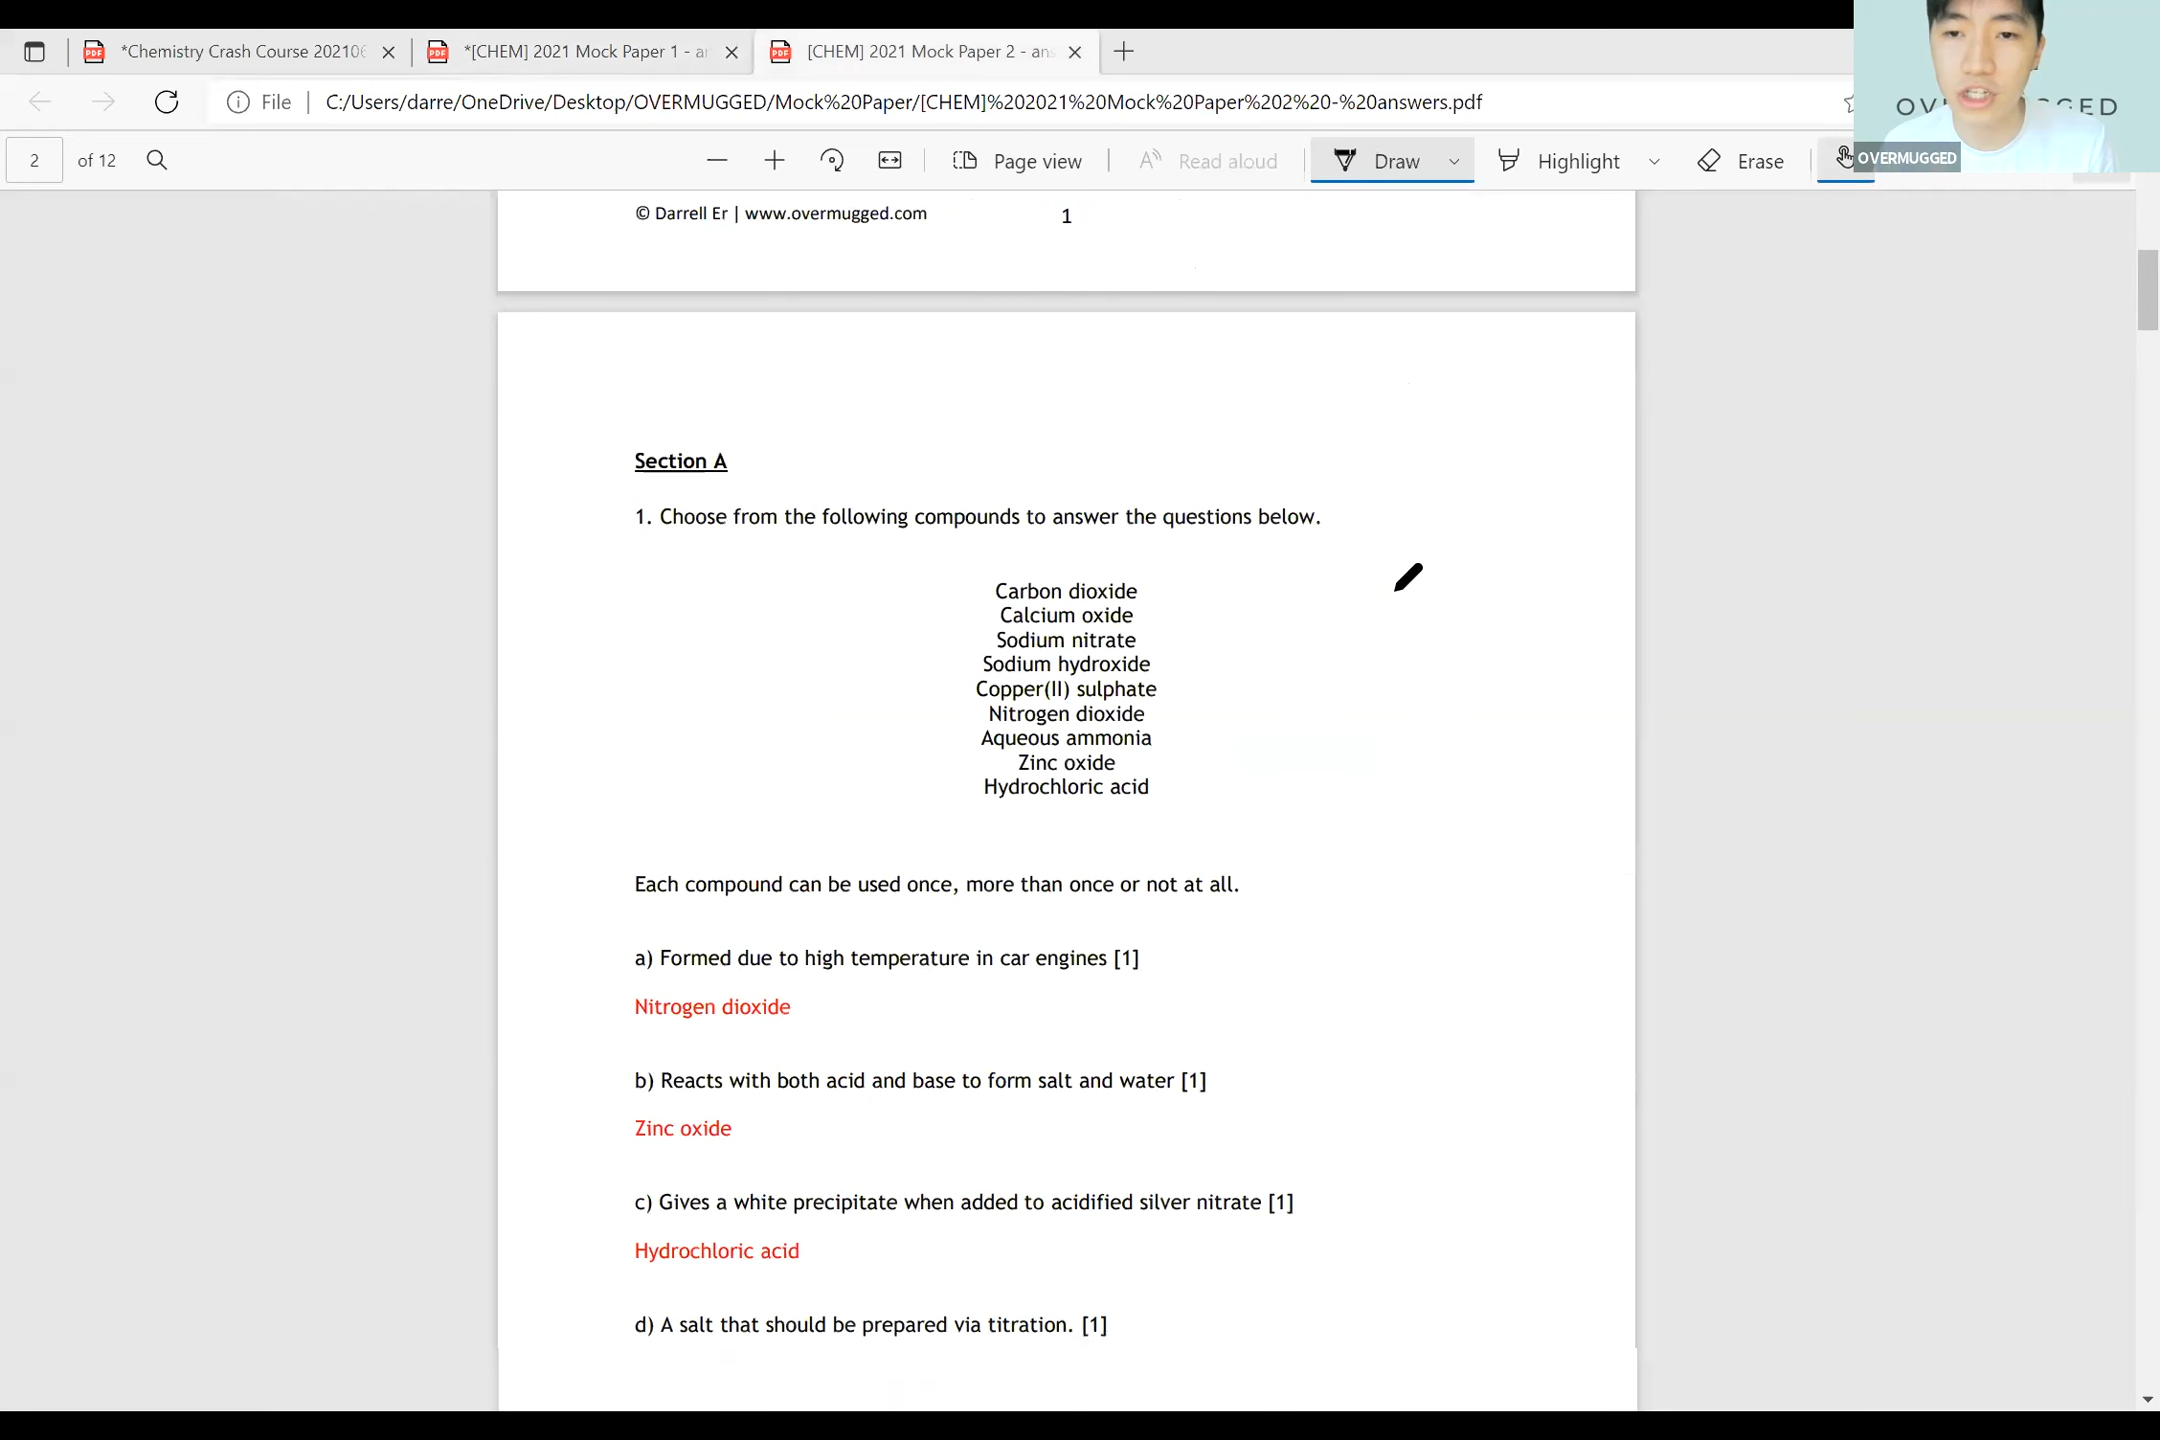 *Chemistry Crash Course 202106
*[CHEM] 2021 Mock Paper 1 - an
[CHEM] 2021 Mock Paper 2 - ans
File
C:/Users/darre/OneDrive/Desktop/OVERMUGGED/Mock%20Paper/[CHEM]%202021%20Mock%20Paper%202%20-%20answers.pdf
2 of 12
Page view
Read aloud
Draw
Highlight
Erase
OVERMUGGED
© Darrell Er | www.overmugged.com 1
Section A
1. Choose from the following compounds to answer the questions below.
Carbon dioxide
Calcium oxide
Sodium nitrate
Sodium hydroxide
Copper(II) sulphate
Nitrogen dioxide
Aqueous ammonia
Zinc oxide
Hydrochloric acid
Each compound can be used once, more than once or not at all.
a) Formed due to high temperature in car engines [1]
Nitrogen dioxide
b) Reacts with both acid and base to form salt and water [1]
Zinc oxide
c) Gives a white precipitate when added to acidified silver nitrate [1]
Hydrochloric acid
d) A salt that should be prepared via titration. [1]